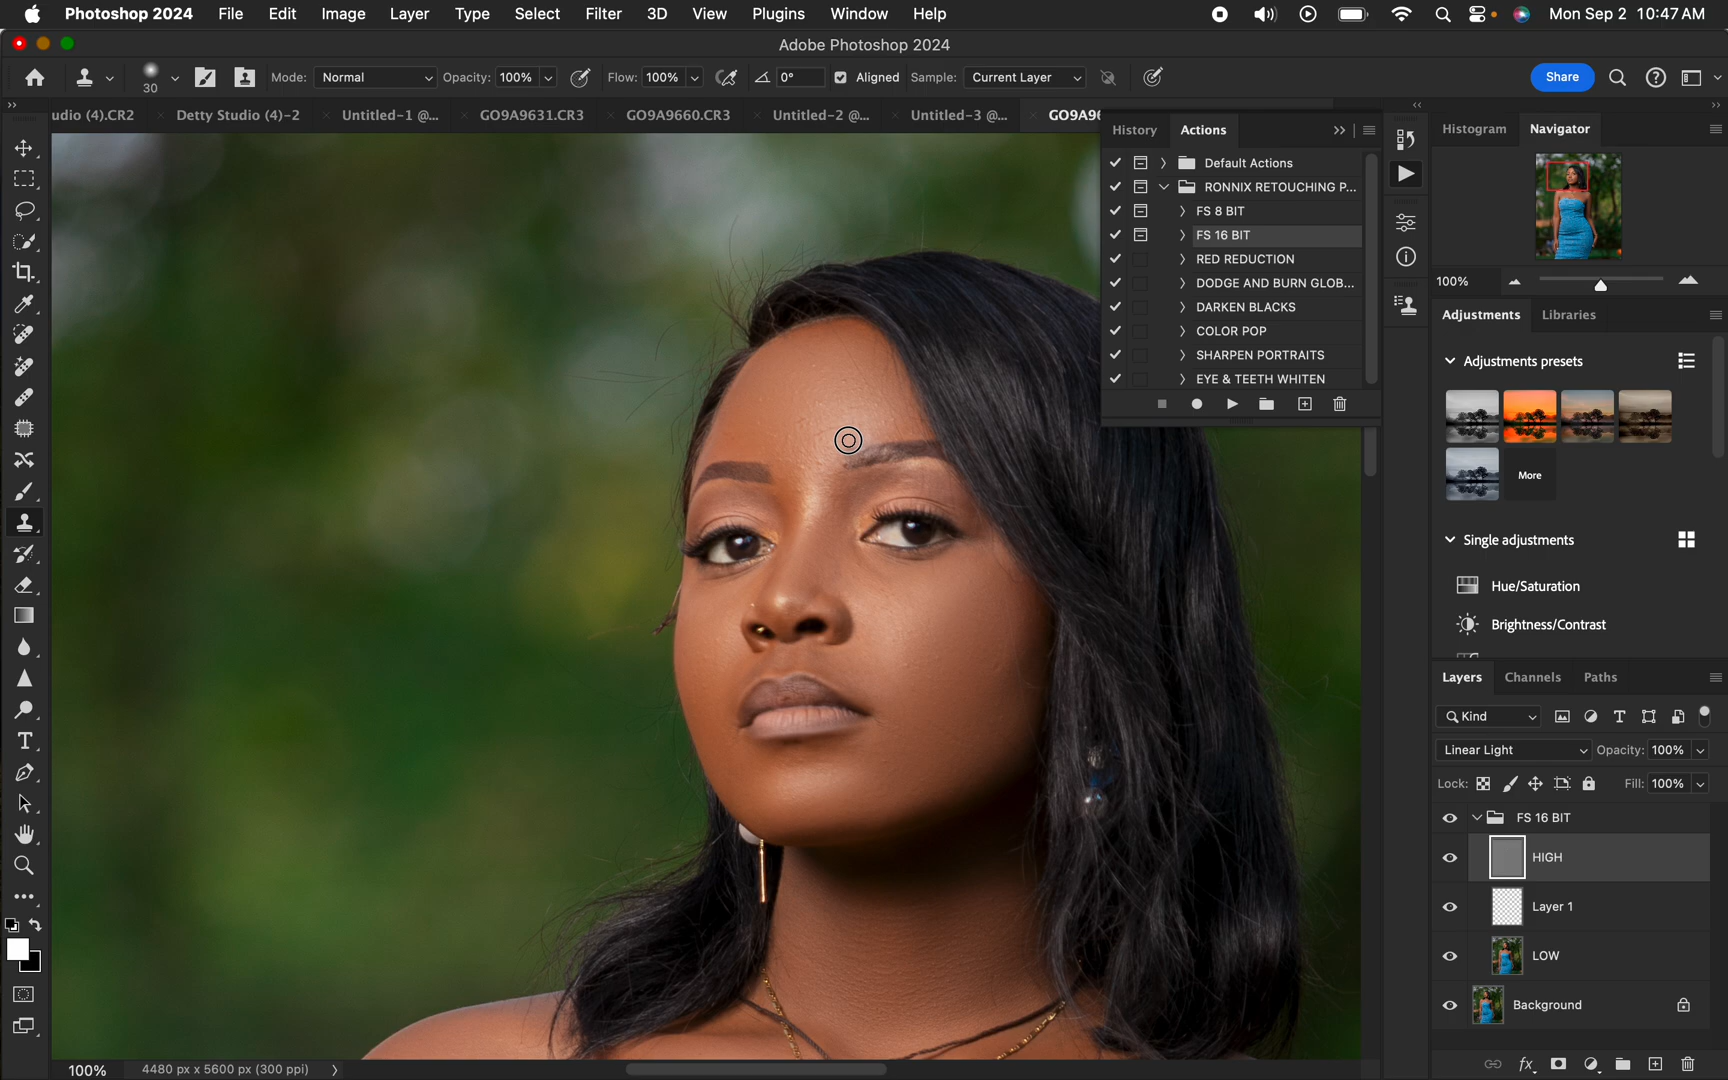 Photoshop 2024 File Edit Image Layer Type Select Filter 3D View Plugins Window Help Mon Sep 2 10:47 AM
Adobe Photoshop 2024
30 Mode: Normal Opacity: 100% Flow: 100% 0° Aligned Sample: Current Layer Share
udio (4).CR2 Detty Studio (4)-2 Untitled-1 @... GO9A9631.CR3 GO9A9660.CR3 Untitled-2 @... Untitled-3 @... GO9A96
History Actions
Default Actions
RONNIX RETOUCHING P...
FS 8 BIT
FS 16 BIT
RED REDUCTION
DODGE AND BURN GLOB...
DARKEN BLACKS
COLOR POP
SHARPEN PORTRAITS
EYE & TEETH WHITEN
Histogram Navigator
100%
Adjustments Libraries
Adjustments presets
More
Single adjustments
Hue/Saturation
Brightness/Contrast
Layers Channels Paths
Kind
Linear Light Opacity: 100%
Lock: Fill: 100%
FS 16 BIT
HIGH
Layer 1
LOW
Background
100% 4480 px x 5600 px (300 ppi)